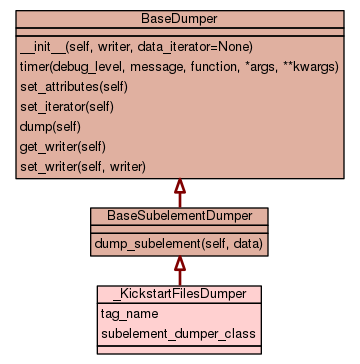 BaseDumper
__init__(self, writer, data_iterator=None)
timer(debug_level, message, function, *args, **kwargs)
set_attributes(self)
set_iterator(self)
dump(self)
get_writer(self)
set_writer(self, writer)
BaseSubelementDumper
dump_subelement(self, data)
_KickstartFilesDumper
tag_name
subelement_dumper_class